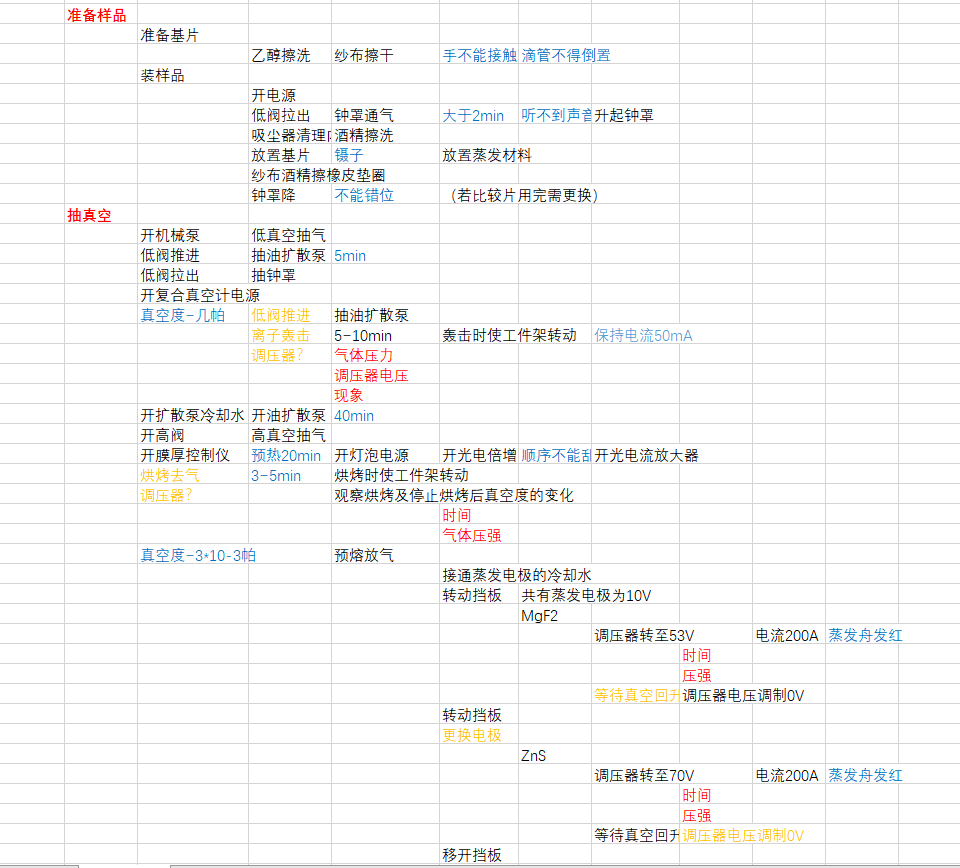 准备样品
准备基片
乙醇擦洗 纱布擦干 手不能接触 滴管不得倒置
装样品
开电源
低阀拉出 钟罩通气 大于2min 听不到声音 升起钟罩
吸尘器清理 酒精擦洗
放置基片 镊子 放置蒸发材料
纱布酒精擦橡皮垫圈
钟罩降 不能错位 （若比较片用完需更换）
抽真空
开机械泵 低真空抽气
低阀推进 抽油扩散泵 5min
低阀拉出 抽钟罩
开复合真空计电源
真空度-几帕 低阀推进 抽油扩散泵
离子轰击 5-10min 轰击时使工件架转动 保持电流50mA
调压器? 气体压力
调压器电压
现象
开扩散泵冷却水 开油扩散泵 40min
开高阀 高真空抽气
开膜厚控制仪 预热20min 开灯泡电源 开光电倍增 顺序不能乱 开光电流放大器
烘烤去气 3-5min 烘烤时使工件架转动
调压器? 观察烘烤及停止烘烤后真空度的变化
时间
气体压强
真空度-3*10-3帕 预熔放气
接通蒸发电极的冷却水
转动挡板 共有蒸发电极为10V
MgF2
调压器转至53V 电流200A 蒸发舟发红
时间
压强
等待真空回升 调压器电压调制0V
转动挡板
更换电极
ZnS
调压器转至70V 电流200A 蒸发舟发红
时间
压强
等待真空回升 调压器电压调制0V
移开挡板